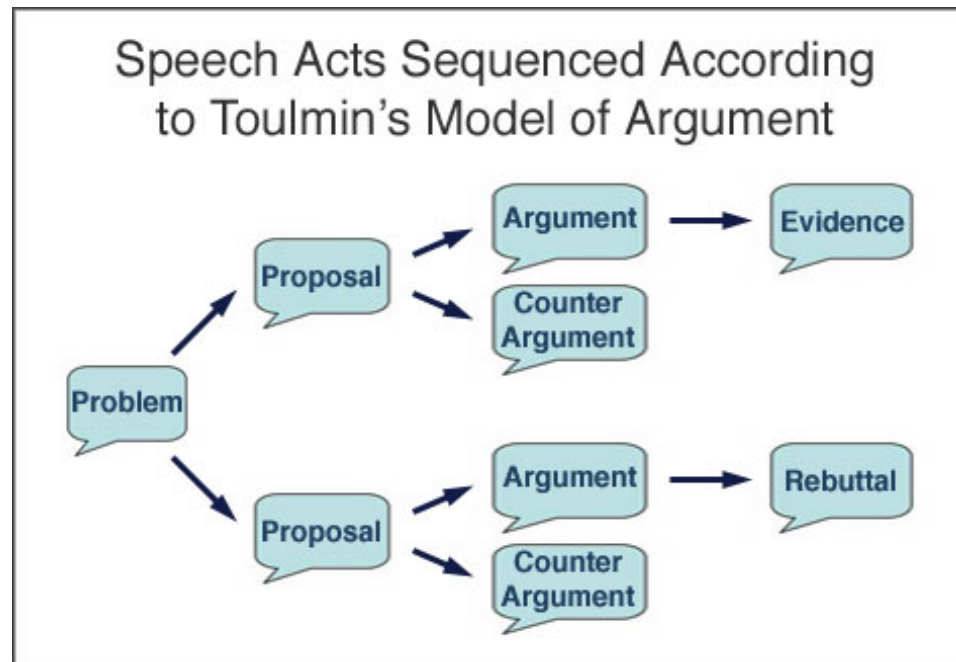 Speech Acts Sequenced According
to Toulmin's Model of Argument
Argument
Evidence
Proposal
Counter
Argument
Problem
Argument
Rebuttal
Proposal
Counter
Argument